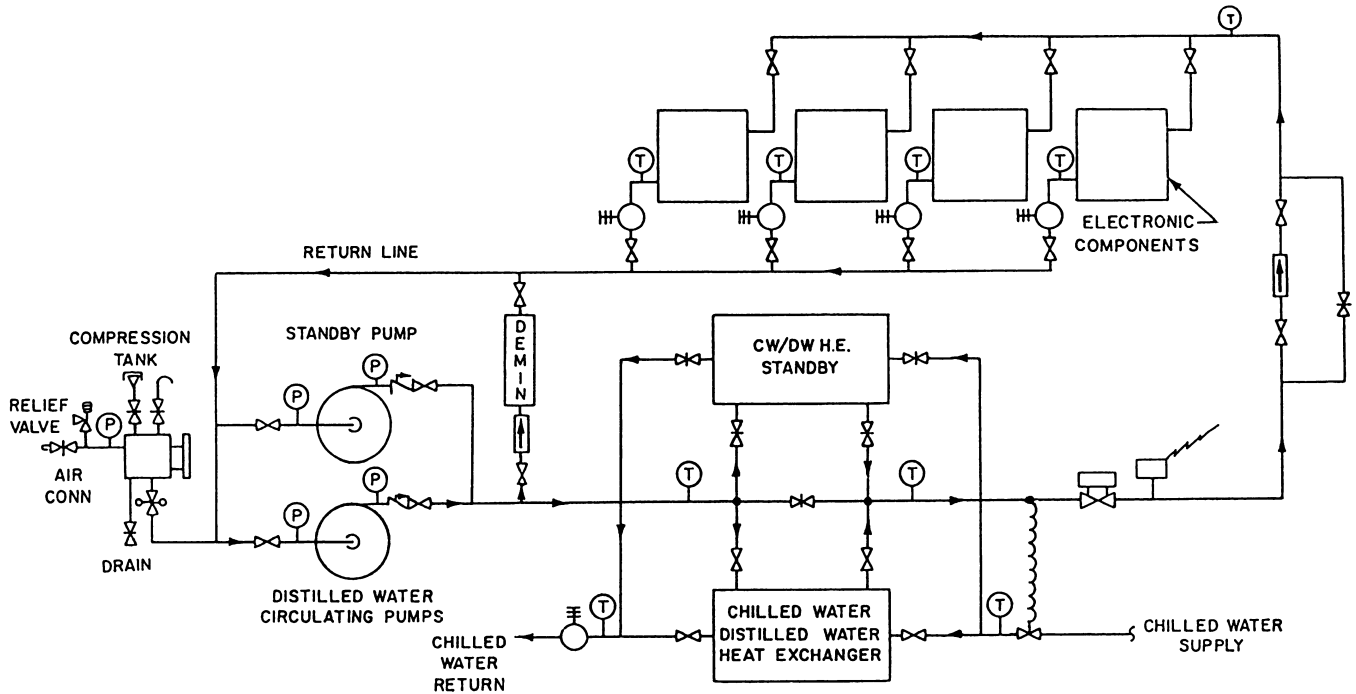 T
T
T
T
T
ELECTRONIC
COMPONENTS
RETURN LINE
COMPRESSION
TANK
STANDBY PUMP
DEMIN
CW/DW H.E.
STANDBY
RELIEF
VALVE
P
P
P
AIR
CONN
P
P
T
T
DRAIN
DISTILLED WATER
CIRCULATING PUMPS
T
T
CHILLED WATER
DISTILLED WATER
HEAT EXCHANGER
CHILLED
WATER
RETURN
CHILLED WATER
SUPPLY